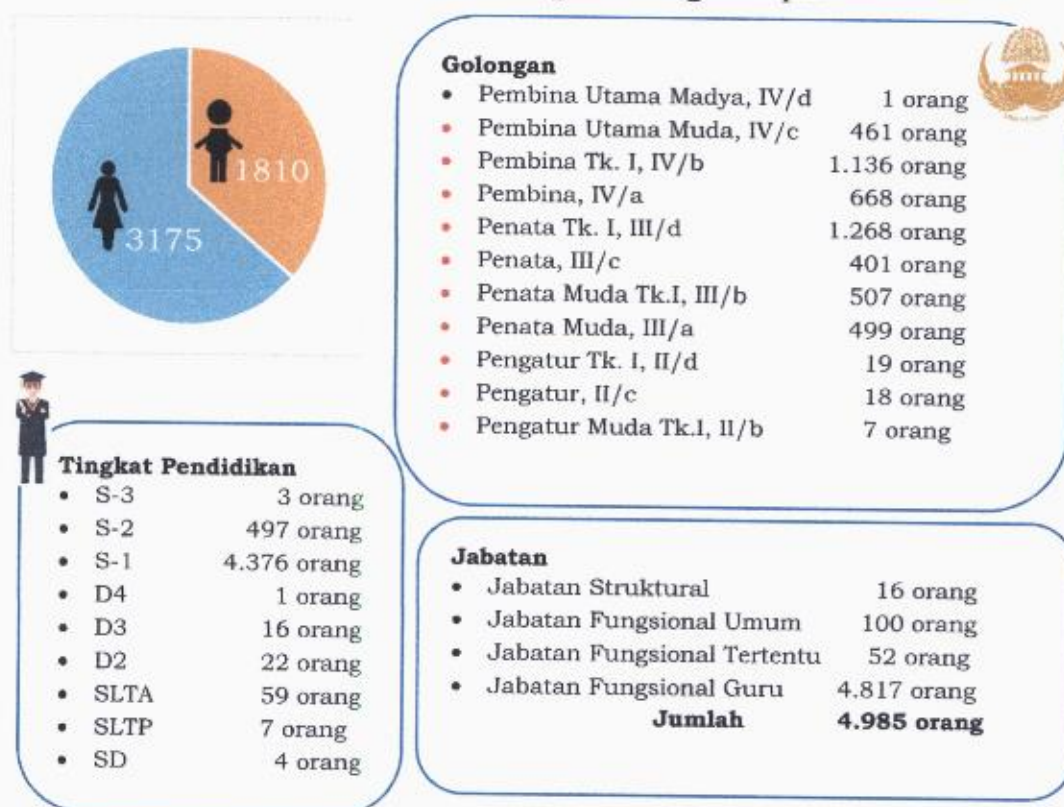 1810
3175
Golongan
• Pembina Utama Madya, IV/d 1 orang
• Pembina Utama Muda, IV/c 461 orang
• Pembina Tk. I, IV/b 1.136 orang
• Pembina, IV/a 668 orang
• Penata Tk. I, III/d 1.268 orang
• Penata, III/c 401 orang
• Penata Muda Tk.I, III/b 507 orang
• Penata Muda, III/a 499 orang
• Pengatur Tk. I, II/d 19 orang
• Pengatur, II/c 18 orang
• Pengatur Muda Tk.I, II/b 7 orang
Tingkat Pendidikan
• S-3 3 orang
• S-2 497 orang
• S-1 4.376 orang
• D4 1 orang
• D3 16 orang
• D2 22 orang
• SLTA 59 orang
• SLTP 7 orang
• SD 4 orang
Jabatan
• Jabatan Struktural 16 orang
• Jabatan Fungsional Umum 100 orang
• Jabatan Fungsional Tertentu 52 orang
• Jabatan Fungsional Guru 4.817 orang
Jumlah 4.985 orang